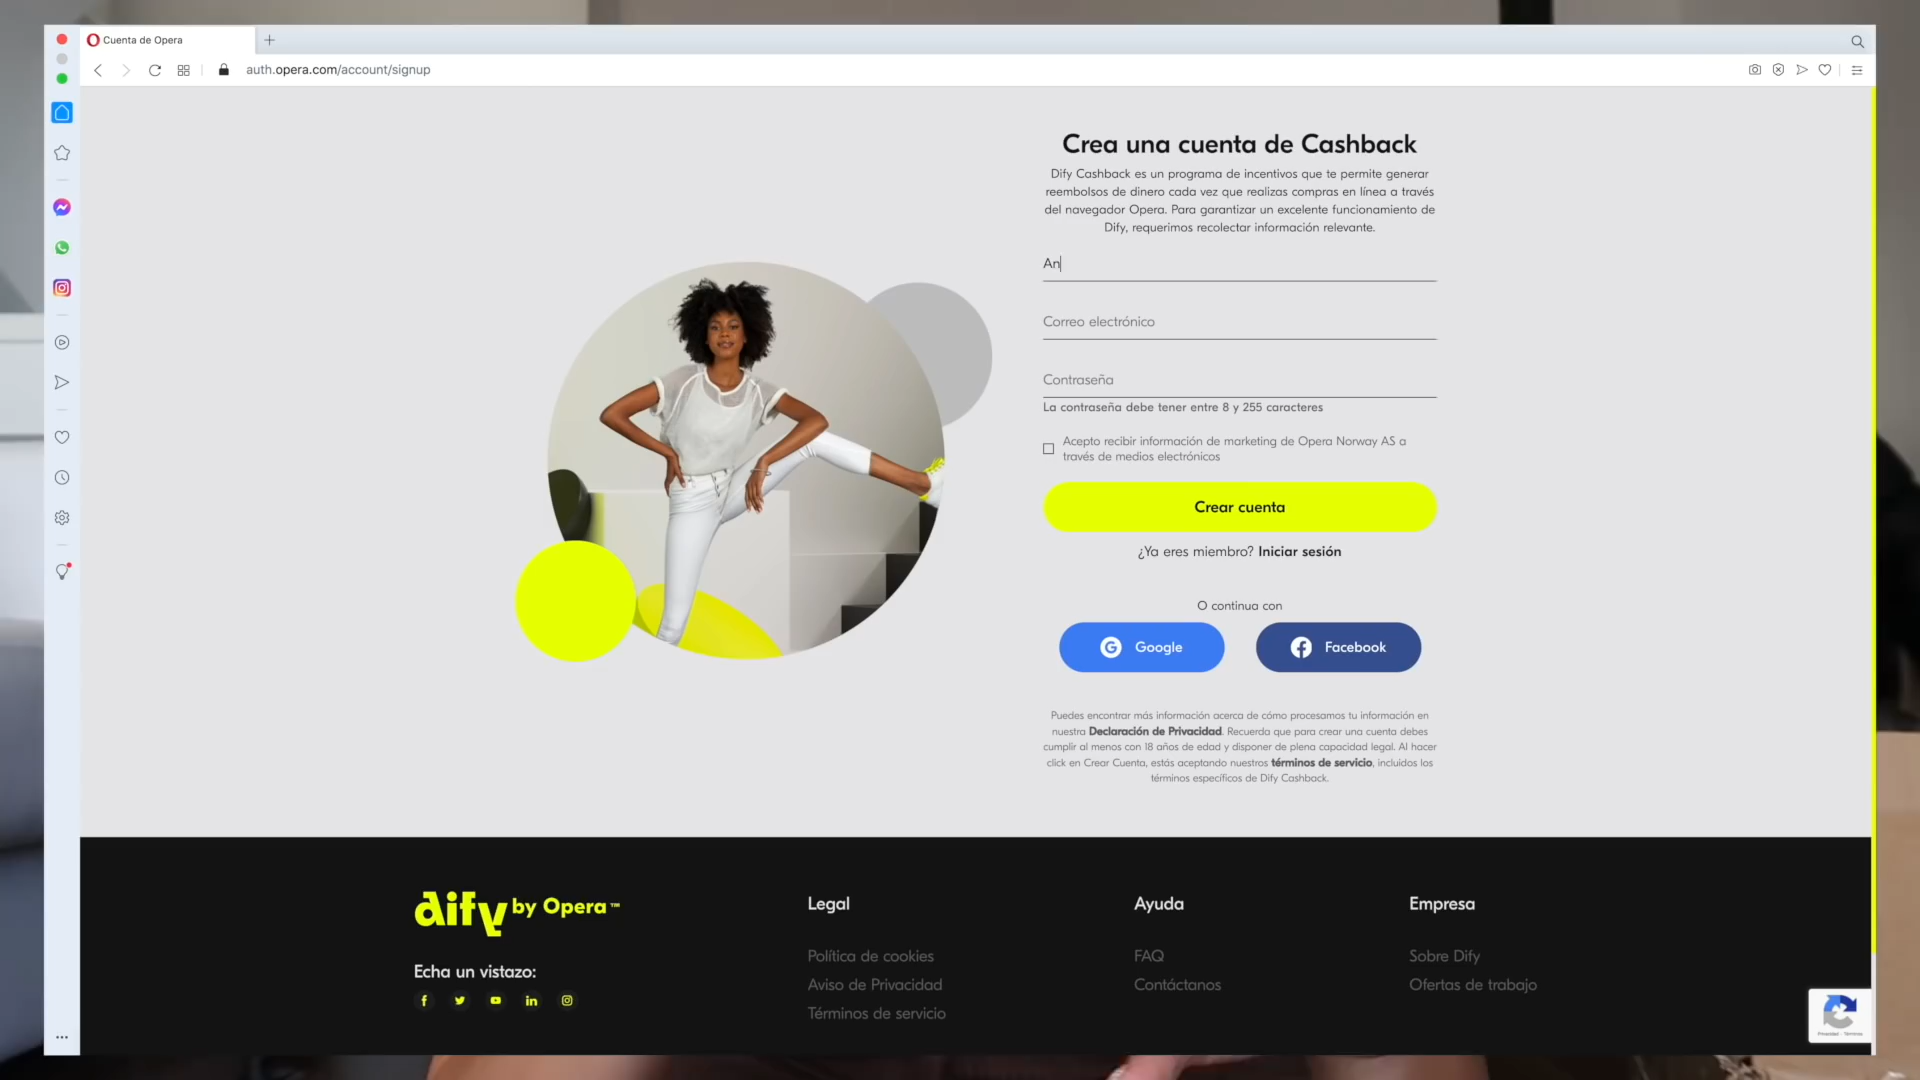 Cuenta de Opera
auth.opera.com/account/signup
Crea una cuenta de Cashback
Dify Cashback es un programa de incentivos que te permite generar
reembolsos de dinero cada vez que realizas compras en línea a través
del navegador Opera. Para garantizar un excelente funcionamiento de
Dify, requerimos recolectar información relevante.
An
Correo electrónico
Contraseña
La contraseña debe tener entre 8 y 255 caracteres
Acepto recibir información de marketing de Opera Norway AS a
través de medios electrónicos
Crear cuenta
¿Ya eres miembro? Iniciar sesión
O continua con
Google
Facebook
Puedes encontrar más información acerca de cómo procesamos tu información en
nuestra Declaración de Privacidad. Recuerda que para crear una cuenta debes
cumplir al menos con 18 años de edad y disponer de plena capacidad legal. Al hacer
click en Crear Cuenta, estás aceptando nuestros términos de servicio, incluidos los
términos específicos de Dify Cashback.
dify by Opera™
Echa un vistazo:
Legal
Política de cookies
Aviso de Privacidad
Términos de servicio
Ayuda
FAQ
Contáctanos
Empresa
Sobre Dify
Ofertas de trabajo
Privacidad - Términos